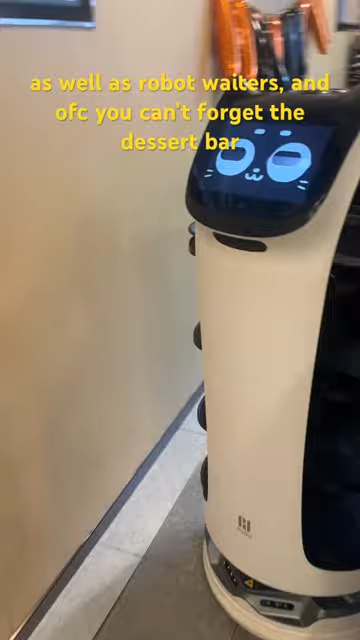 as well as robot waiters, and
ofc you can't forget the
dessert bar